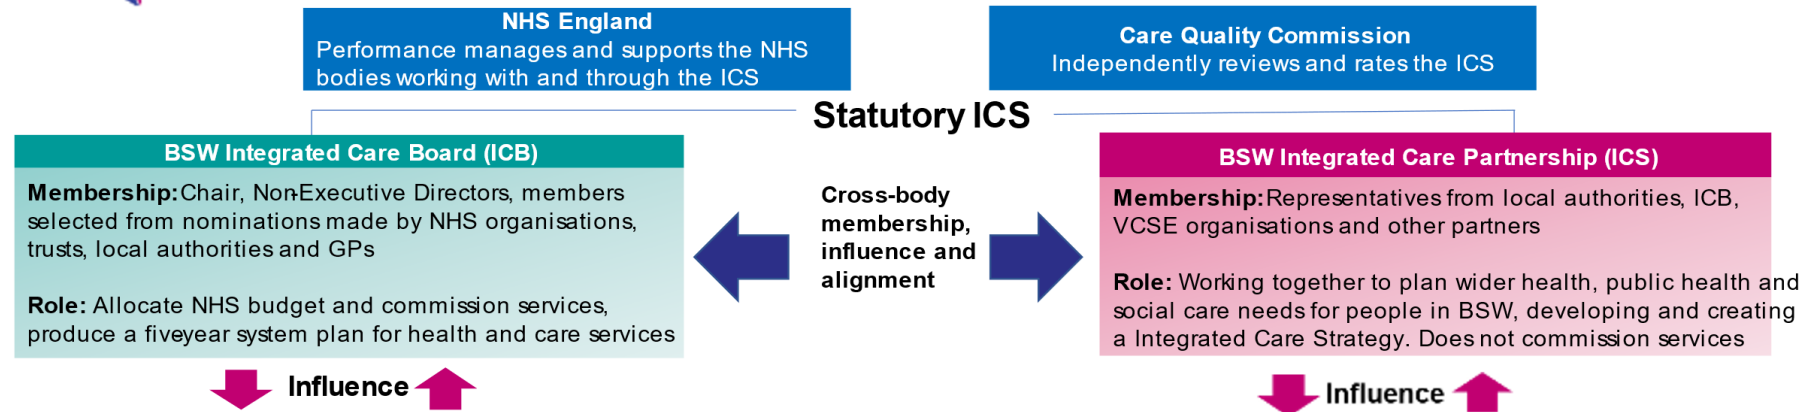 NHS England
Performance manages and supports the NHS
bodies working with and through the ICS
Care Quality Commission
Independently reviews and rates the ICS
Statutory ICS
BSW Integrated Care Board (ICB)
Membership:Chair, Non-Executive Directors, members
selected from nominations made by NHS organisations,
trusts, local authorities and GPs
Role: Allocate NHS budget and commission services,
produce a fiveyear system plan for health and care services
Cross-body
membership,
influence and
alignment
BSW Integrated Care Partnership (ICS)
Membership:Representatives from local authorities, ICB,
VCSE organisations and other partners
Role: Working together to plan wider health, public health and
social care needs for people in BSW, developing and creating
a Integrated Care Strategy. Does not commission services
Influence
Influence